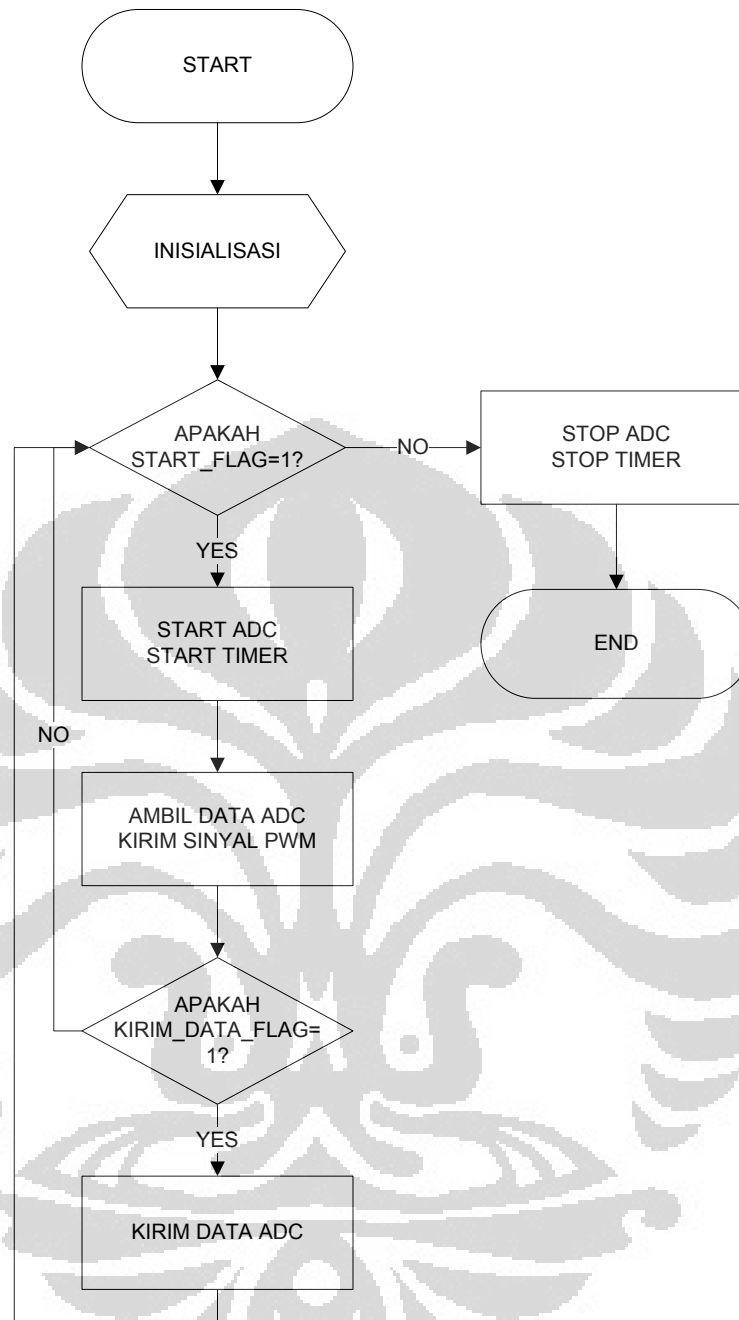 START
INISIALISASI
APAKAH
START_FLAG=1?
NO
STOP ADC
STOP TIMER
YES
START ADC
START TIMER
END
NO
AMBIL DATA ADC
KIRIM SINYAL PWM
APAKAH
KIRIM_DATA_FLAG=
1?
YES
KIRIM DATA ADC